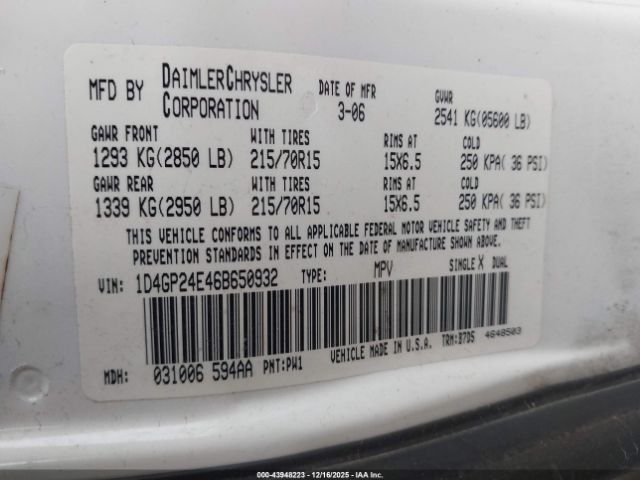 MFD BY DAIMLERCHRYSLER CORPORATION DATE OF MFR 3-06 GVWR 2541 KG(05600 LB)
GAWR FRONT WITH TIRES RIMS AT COLD
1293 KG(2850 LB) 215/70R15 15X6.5 250 KPA( 36 PSI)
GAWR REAR WITH TIRES RIMS AT COLD
1339 KG(2950 LB) 215/70R15 15X6.5 250 KPA( 36 PSI)
THIS VEHICLE CONFORMS TO ALL APPLICABLE FEDERAL MOTOR VEHICLE SAFETY AND THEFT
PREVENTION STANDARDS IN EFFECT ON THE DATE OF MANUFACTURE SHOWN ABOVE.
VIN: 1D4GP24E46B650932 TYPE: MPV SINGLE X DUAL
MDH: 031006 594AA PNT:PW1 VEHICLE MADE IN U.S.A. TRM:B7D5 4648503
© - 43948223 - 12/16/2025 - IAA, Inc.